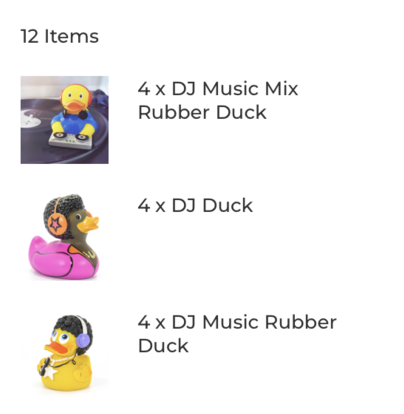 12 Items
4 x DJ Music Mix
Rubber Duck
4 x DJ Duck
4 x DJ Music Rubber
Duck